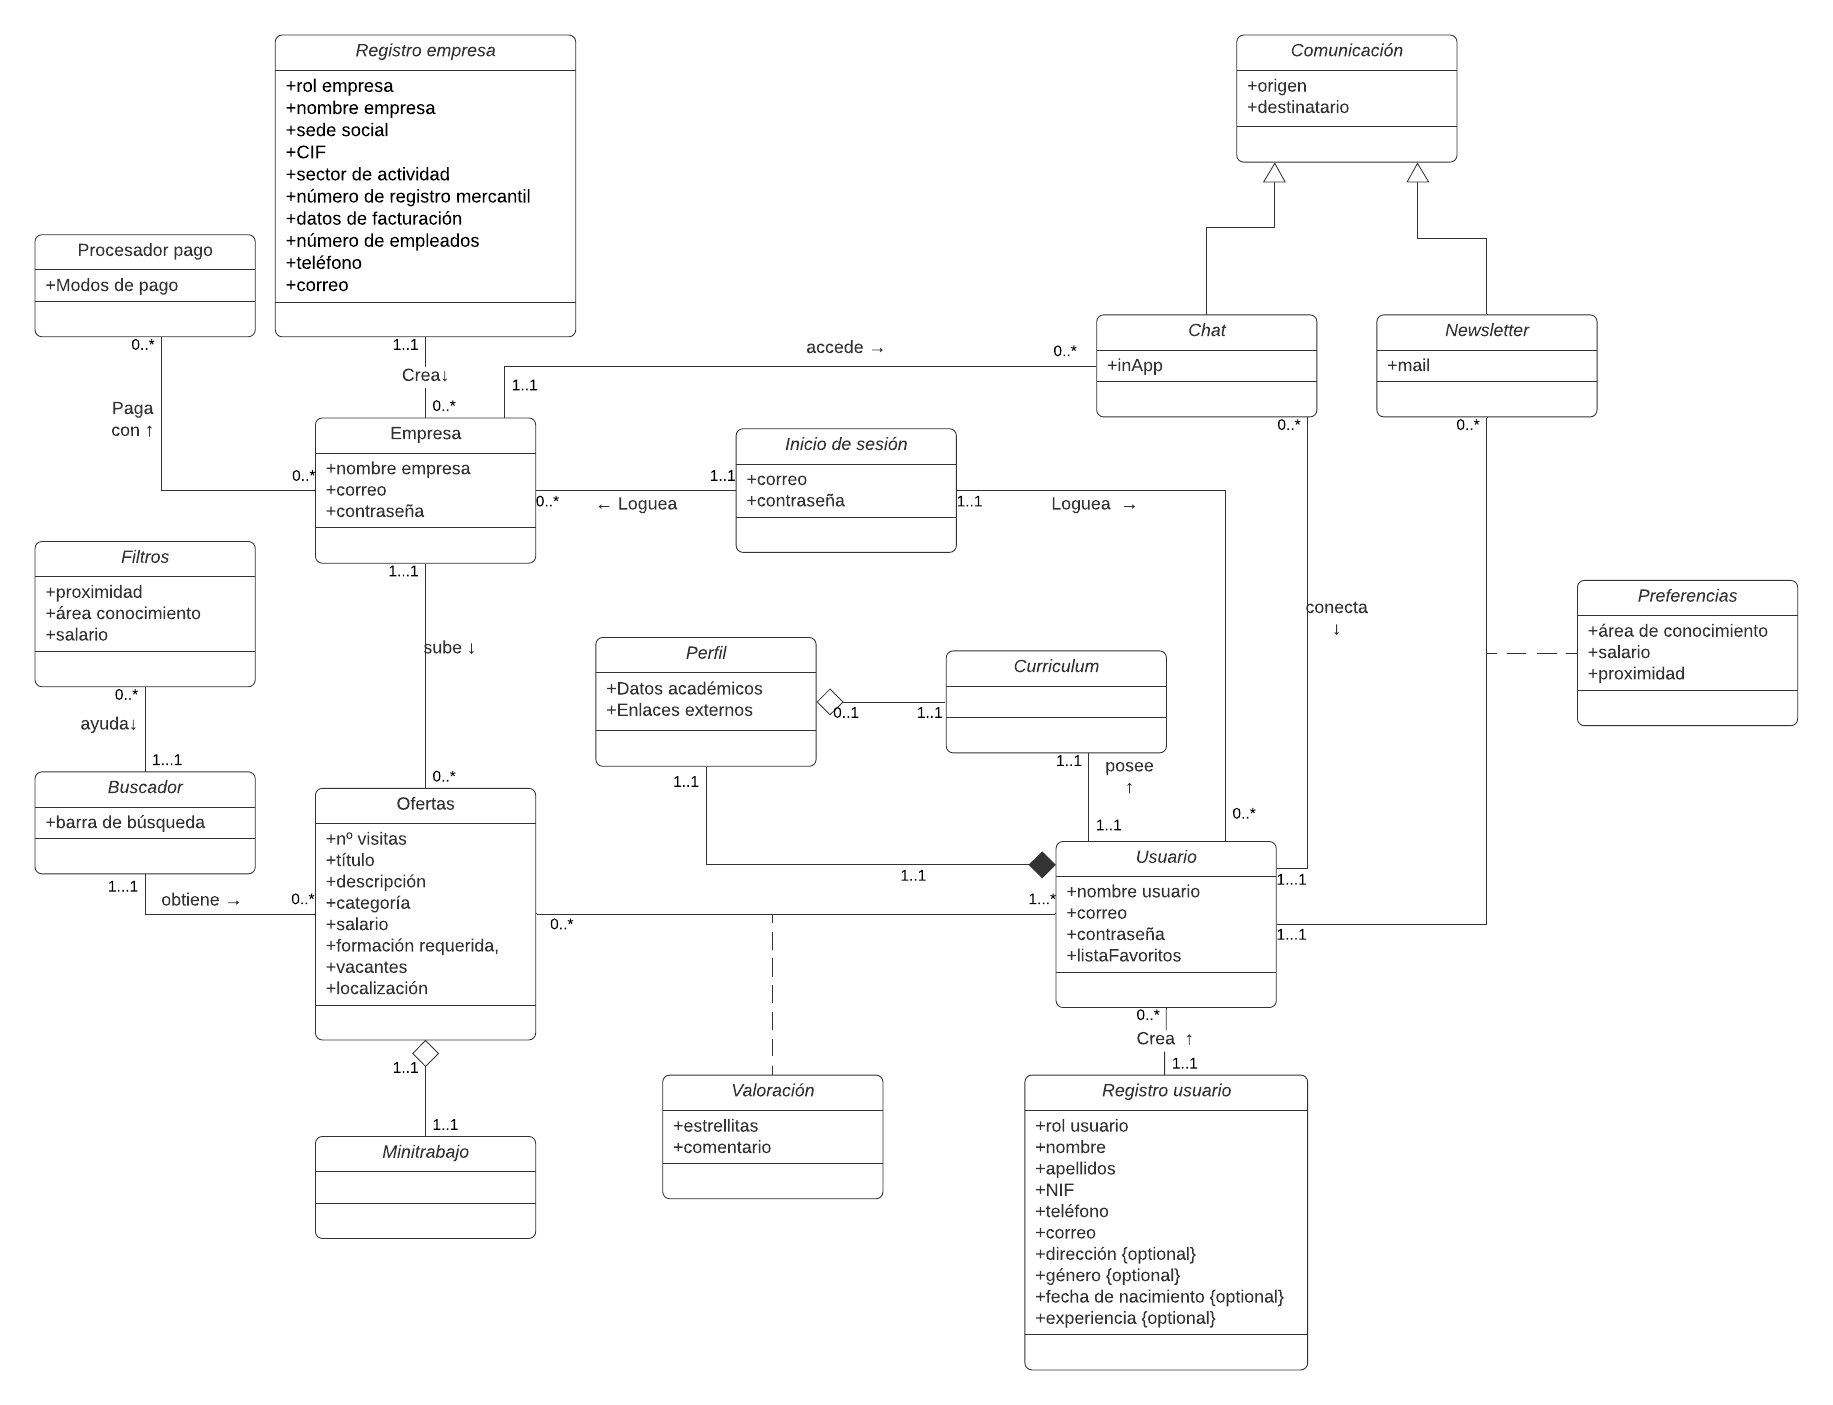 Registro empresa
+rol empresa
+nombre empresa
+sede social
+CIF
+sector de actividad
+número de registro mercantil
+datos de facturación
+número de empleados
+teléfono
+correo
Comunicación
+origen
+destinatario
Procesador pago
+Modos de pago
0..*
Paga
con ↑
0..*
1..1
Crea↓
0..*
1..1
accede →
0..*
Chat
+inApp
0..*
Newsletter
+mail
0..*
Empresa
+nombre empresa
+correo
+contraseña
1...1
0..*
← Loguea
1..1
Inicio de sesión
+correo
+contraseña
1..1
Loguea →
0..*
conecta
↓
Preferencias
+área de conocimiento
+salario
+proximidad
Filtros
+proximidad
+área conocimiento
+salario
0..*
ayuda↓
1...1
sube ↓
0..*
Perfil
+Datos académicos
+Enlaces externos
0..1
1..1
Curriculum
1..1
posee
↑
1..1
1..1
1..1
Buscador
+barra de búsqueda
1...1
obtiene →
0..*
Ofertas
+nº visitas
+título
+descripción
+categoría
+salario
+formación requerida,
+vacantes
+localización
0..*
1...*
Usuario
+nombre usuario
+correo
+contraseña
+listaFavoritos
1...1
1...1
0..*
Crea ↑
1..1
1..1
1..1
Minitrabajo
Valoración
+estrellitas
+comentario
Registro usuario
+rol usuario
+nombre
+apellidos
+NIF
+teléfono
+correo
+dirección {optional}
+género {optional}
+fecha de nacimiento {optional}
+experiencia {optional}